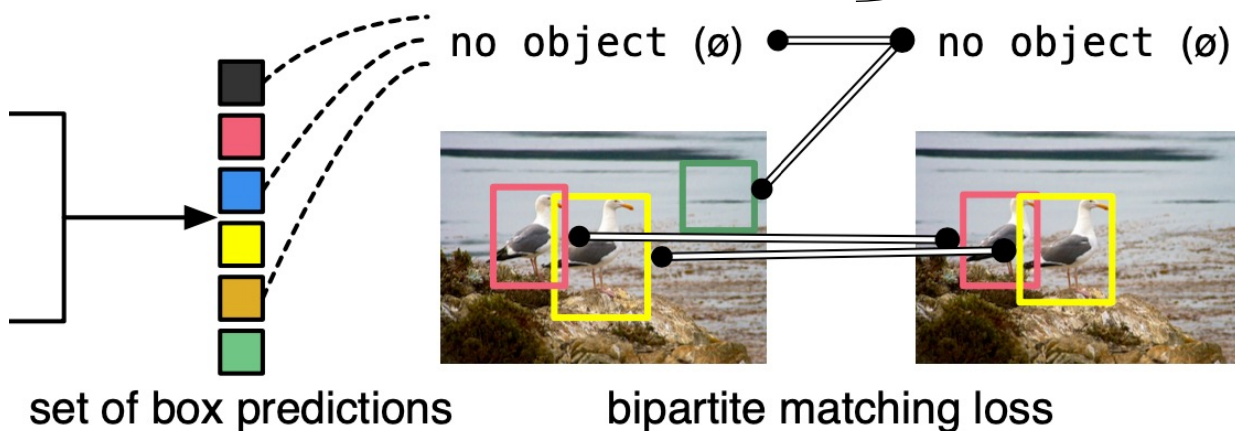 no object (ø)
no object (ø)
set of box predictions
bipartite matching loss